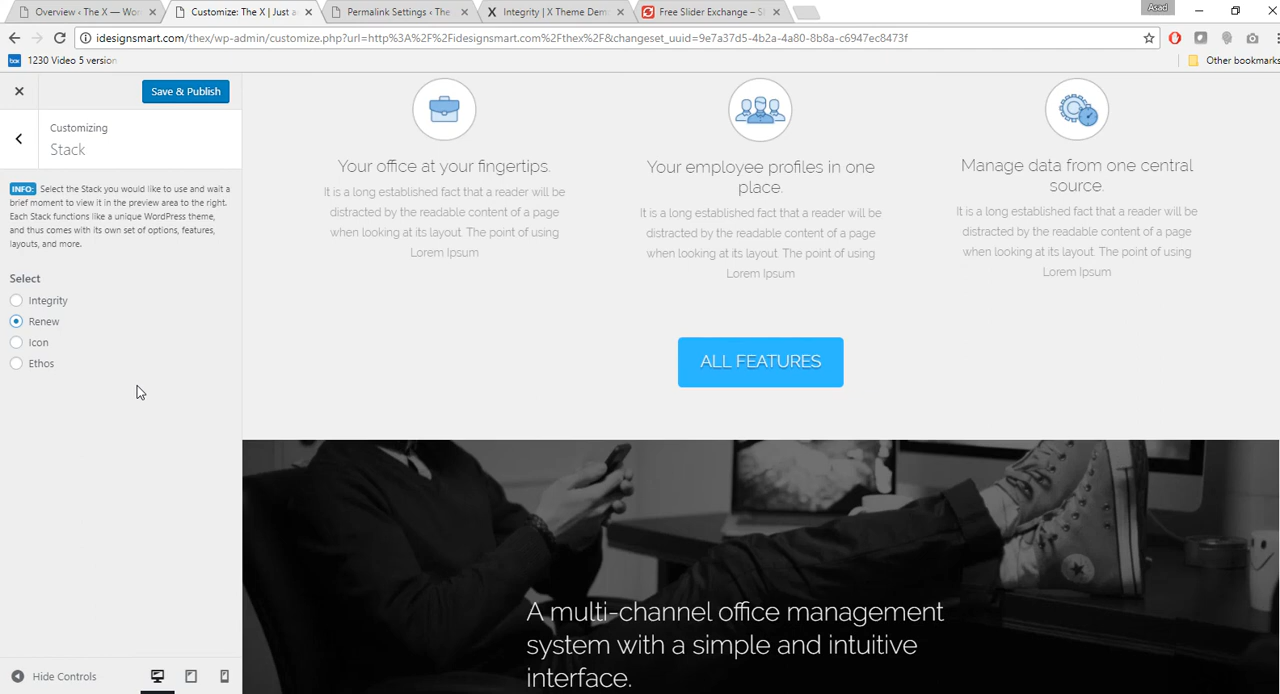 Overview ‹ The X — Wor
Customize: The X | Just a
Permalink Settings ‹ The
Integrity | X Theme Dem
Free Slider Exchange – Sl
Asad
idesignsmart.com/thex/wp-admin/customize.php?url=http%3A%2F%2Fidesignsmart.com%2Fthex%2F&changeset_uuid=9e7a37d5-4b2a-4a80-8b8a-c6947ec8473f
box
1230 Video 5 version
Other bookmarks
Save & Publish
Customizing
Stack
INFO: Select the Stack you would like to use and wait a
brief moment to view it in the preview area to the right.
Each Stack functions like a unique WordPress theme,
and thus comes with its own set of options, features,
layouts, and more.
Select
Integrity
Renew
Icon
Ethos
Hide Controls
Your office at your fingertips.
It is a long established fact that a reader will be
distracted by the readable content of a page
when looking at its layout. The point of using
Lorem Ipsum
Your employee profiles in one
place.
It is a long established fact that a reader will be
distracted by the readable content of a page
when looking at its layout. The point of using
Lorem Ipsum
Manage data from one central
source.
It is a long established fact that a reader will be
distracted by the readable content of a page
when looking at its layout. The point of using
Lorem Ipsum
ALL FEATURES
A multi-channel office management
system with a simple and intuitive
interface.